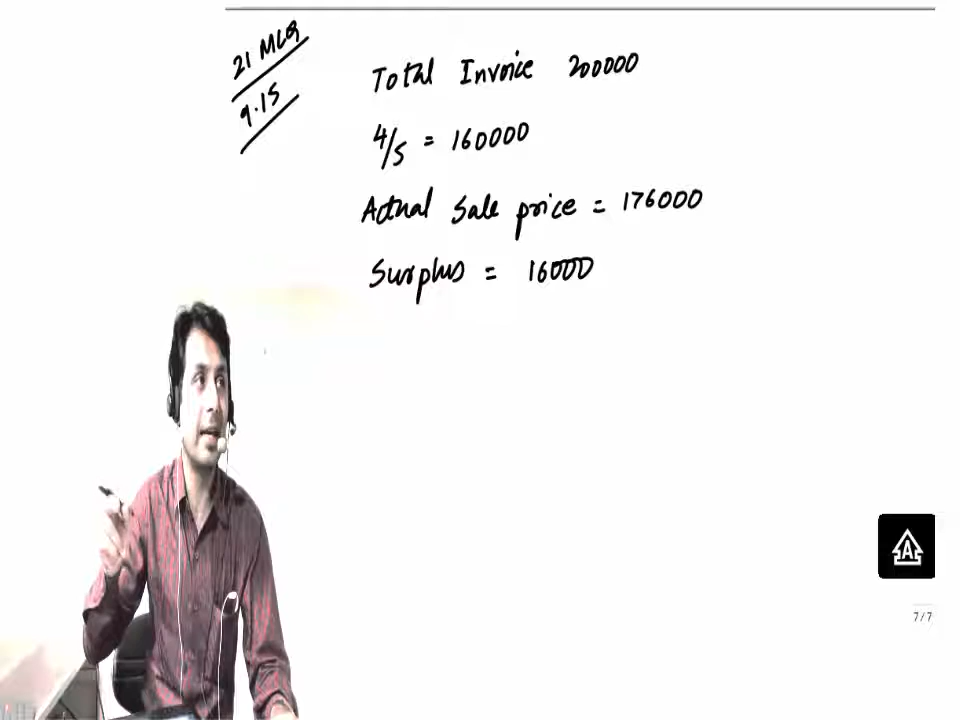 21 MCQ
9.15
Total Invoice 200000
4/5 = 160000
Actual Sale price = 176000
Surplus = 16000
A
7/7